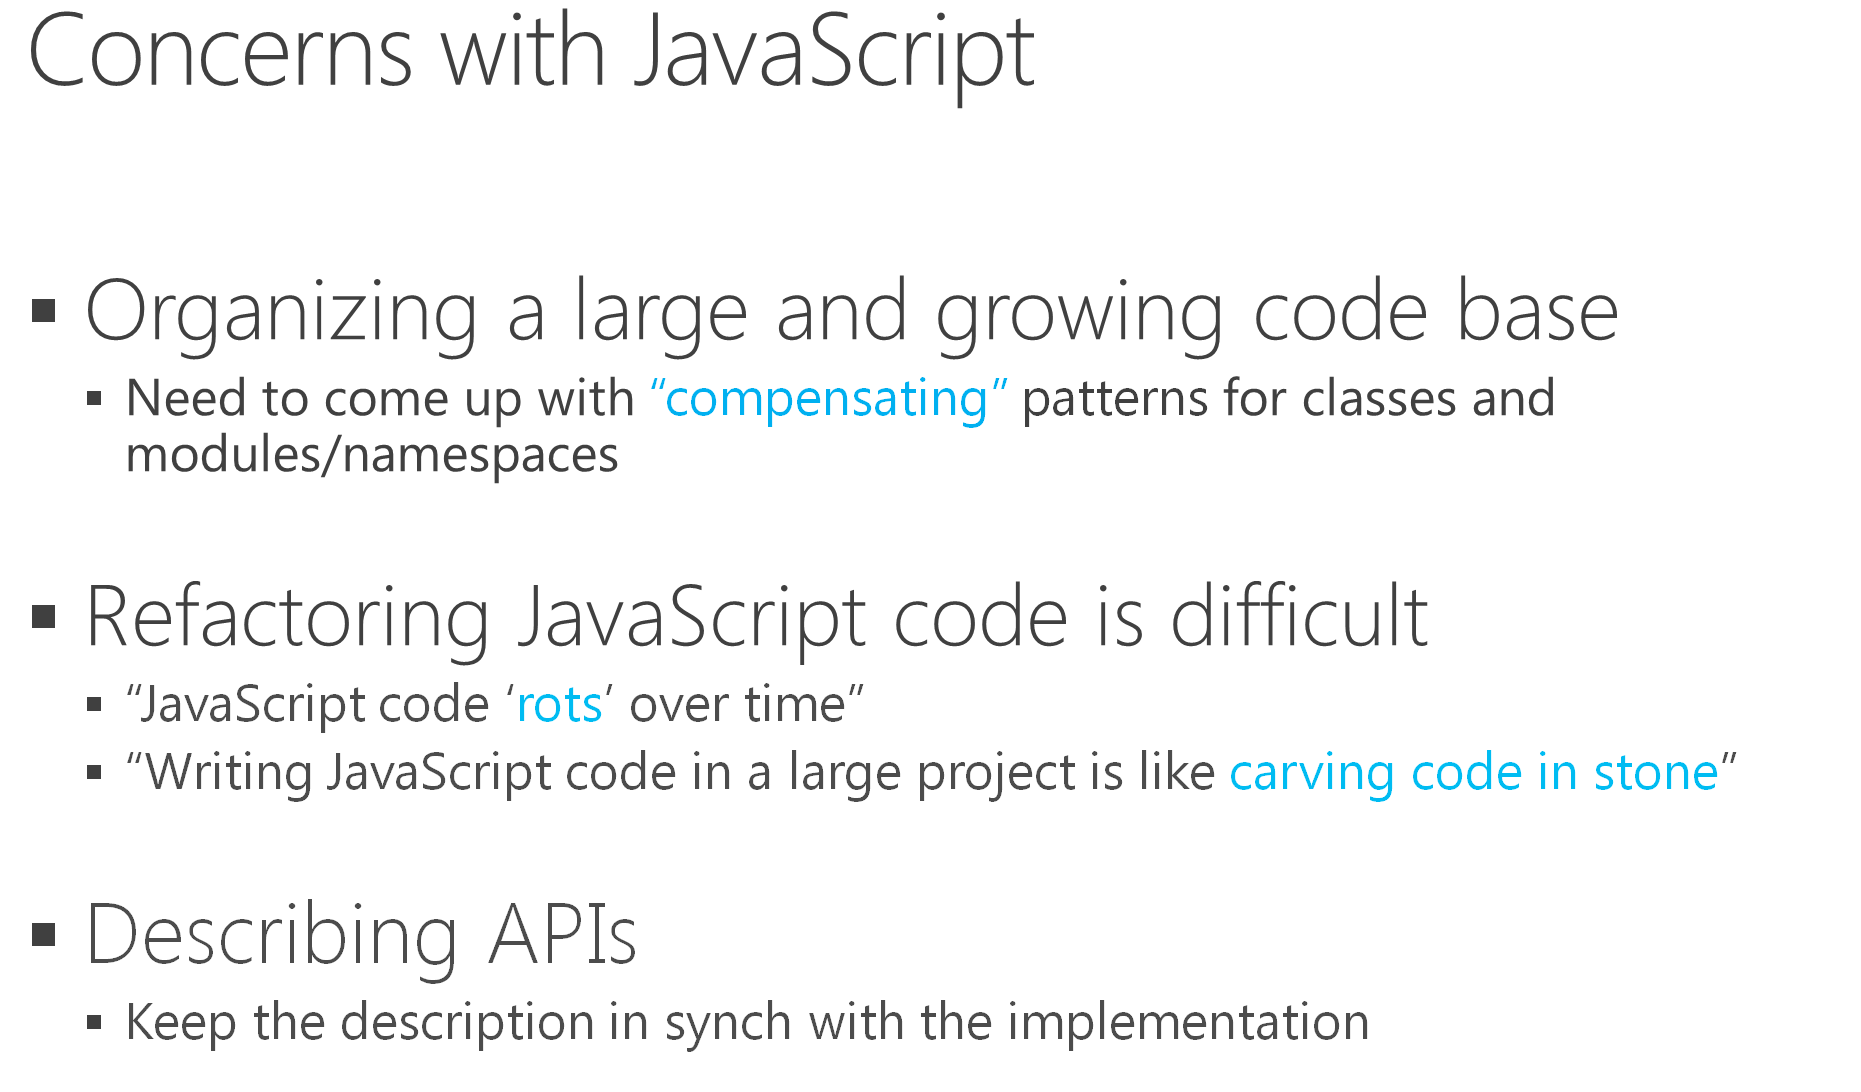 Concerns with JavaScript
▪ Organizing a large and growing code base
▪ Need to come up with “compensating” patterns for classes and
modules/namespaces
▪ Refactoring JavaScript code is difficult
▪ “JavaScript code ‘rots’ over time”
▪ “Writing JavaScript code in a large project is like carving code in stone”
▪ Describing APIs
▪ Keep the description in synch with the implementation